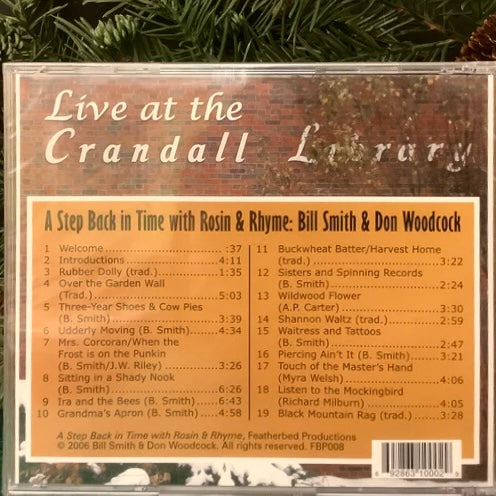 Live at the
Crandall Library
A Step Back in Time with Rosin & Rhyme: Bill Smith & Don Woodcock
1 Welcome.......................... :37
2 Introductions.................. 4:11
3 Rubber Dolly (trad.)............ 1:35
4 Over the Garden Wall
(Trad.)............................ 5:03
5 Three-Year Shoes & Cow Pies
(B. Smith)........................ 3:39
6 Udderly Moving (B. Smith)........ 4:34
7 Mrs. Corcoran/When the
Frost is on the Punkin
(B. Smith/J.W. Riley)............ 3:26
8 Sitting in a Shady Nook
(B. Smith)........................ 6:26
9 Ira and the Bees (B. Smith)...... 6:43
10 Grandma's Apron (B. Smith)..... 4:58
11 Buckwheat Batter/Harvest Home
(trad.)............................ 3:22
12 Sisters and Spinning Records
(B. Smith)........................ 2:24
13 Wildwood Flower
(A.P. Carter)..................... 3:30
14 Shannon Waltz (trad.).......... 2:59
15 Waitress and Tattoos
(B. Smith)........................ 2:47
16 Piercing Ain't It (B. Smith)..... 3:21
17 Touch of the Master's Hand
(Myra Welsh)..................... 4:06
18 Listen to the Mockingbird
(Richard Milburn)................ 4:05
19 Black Mountain Rag (trad.)...... 3:28
A Step Back in Time with Rosin & Rhyme, Featherbed Productions
© 2006 Bill Smith & Don Woodcock. All rights reserved. FBP008
6 92863 10002 9